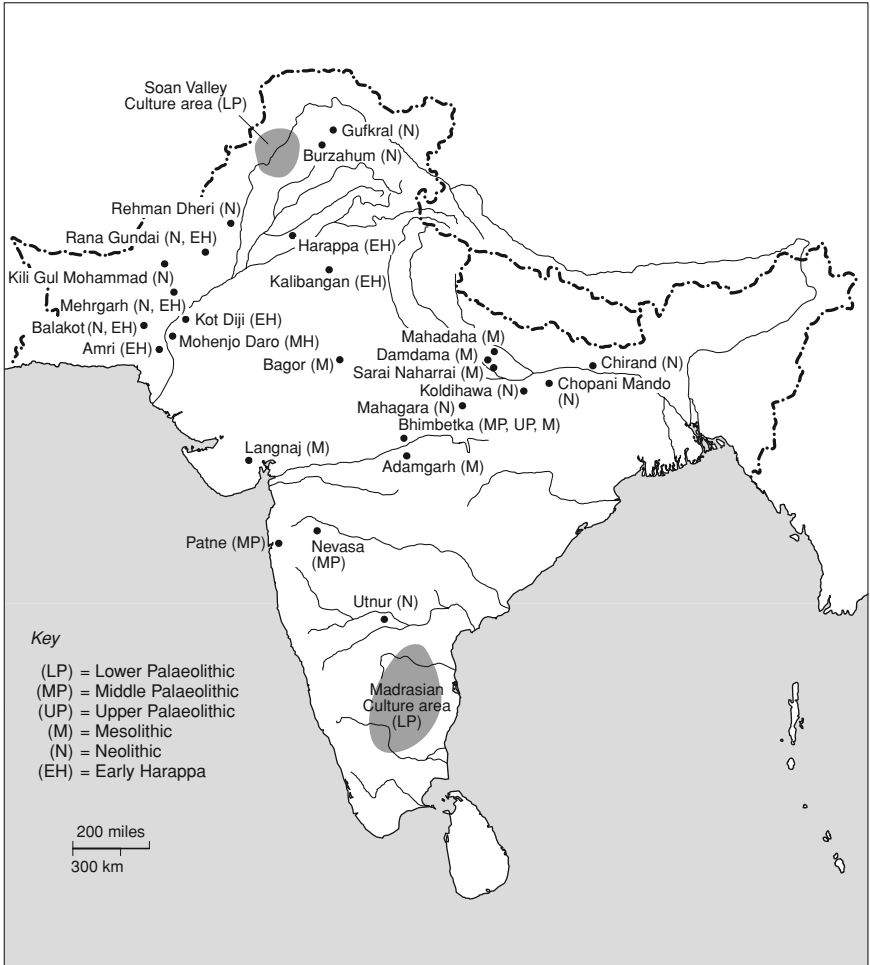 Soan Valley
Culture area (LP)
Gufkral (N)
Burzahum (N)
Rehman Dheri (N)
Rana Gundai (N, EH)
Harappa (EH)
Kili Gul Mohammad (N)
Kalibangan (EH)
Mehrgarh (N, EH)
Balakot (N, EH)
Kot Diji (EH)
Amri (EH)
Mohenjo Daro (MH)
Mahadaha (M)
Damdama (M)
Bagor (M)
Sarai Naharrai (M)
Chirand (N)
Koldihawa (N)
Chopani Mando
(N)
Mahagara (N)
Bhimbetka (MP, UP, M)
Langnaj (M)
Adamgarh (M)
Patne (MP)
Nevasa
(MP)
Utnur (N)
Madrasian
Culture area
(LP)
Key
(LP) = Lower Palaeolithic
(MP) = Middle Palaeolithic
(UP) = Upper Palaeolithic
(M) = Mesolithic
(N) = Neolithic
(EH) = Early Harappa
200 miles
300 km